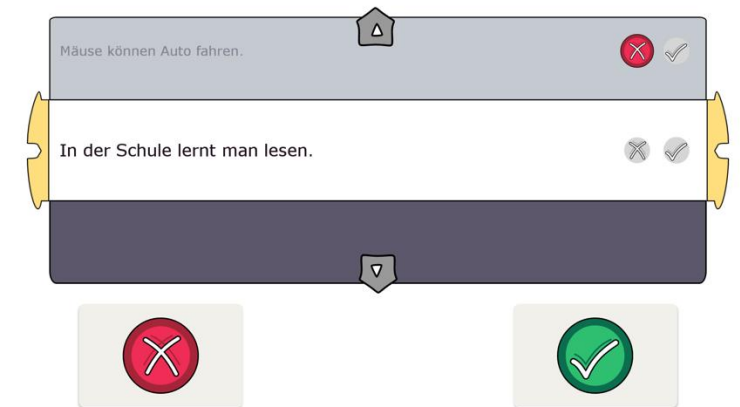 Mäuse können Auto fahren.
In der Schule lernt man lesen.